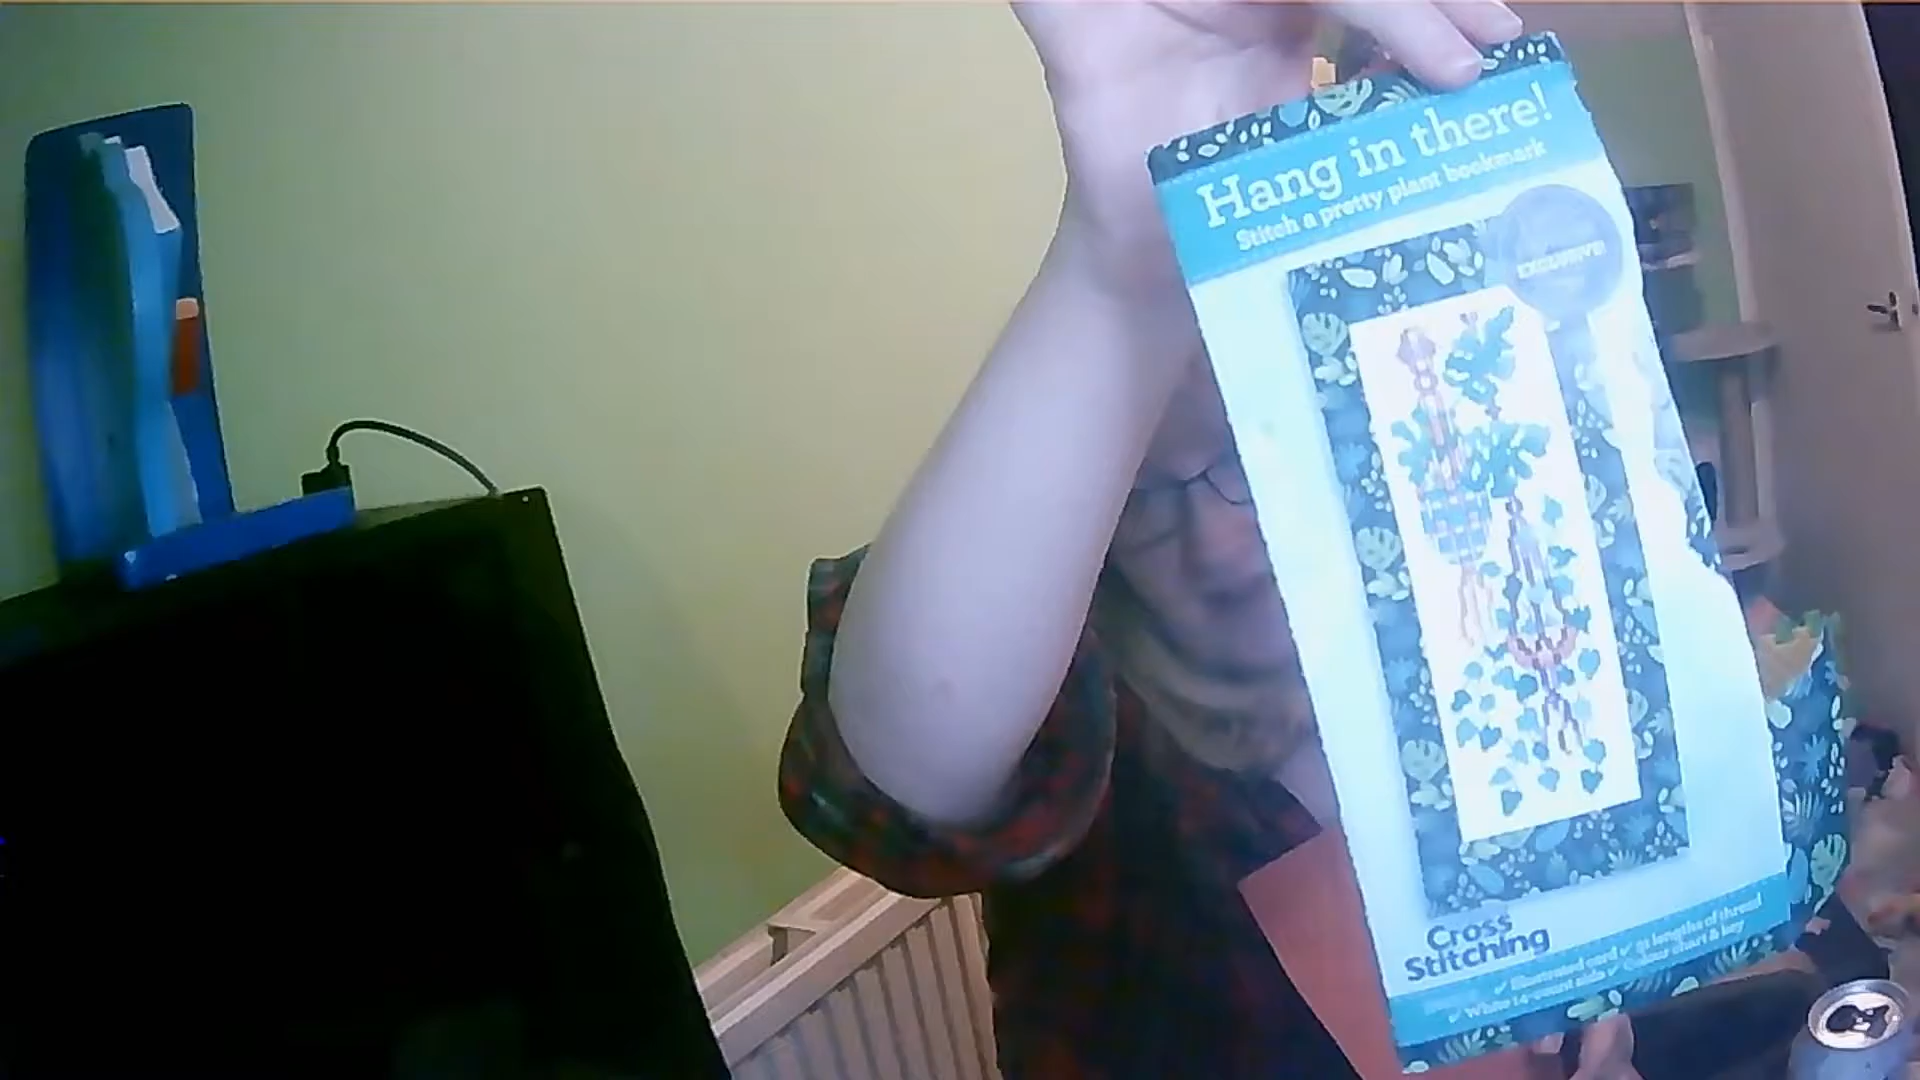 Hang in there!
Stitch a pretty plant bookmark
EXCLUSIVE!
Cross
Stitching
✓ Illustrated card ✓ 91 lengths of thread
✓ White 14-count aida ✓ Colour chart & key